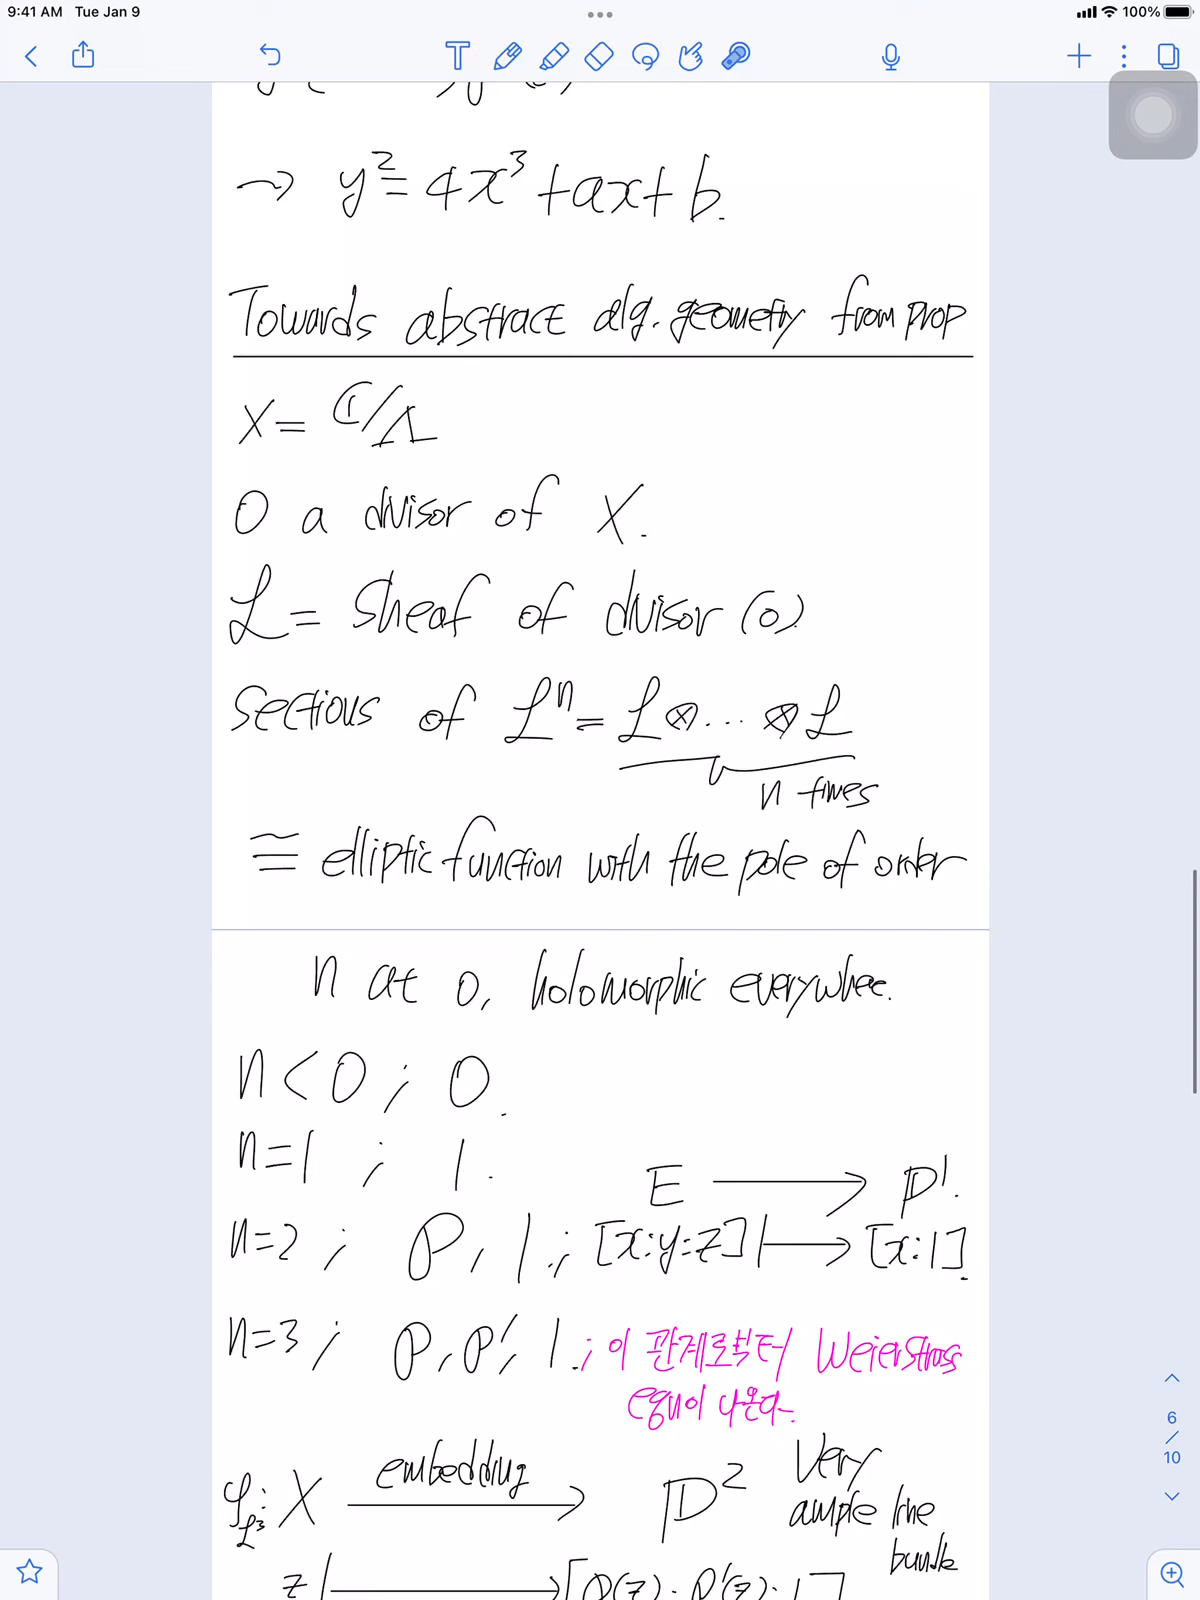 9:41 AM Tue Jan 9
100%
→ y² = 4x³ + ax + b.
Towards abstract alg. geometry from prop
X = ℂ/Λ
0 a divisor of X.
ℒ = sheaf of divisor (0)
Sections of ℒⁿ = ℒ ⊗ ... ⊗ ℒ
n times
≅ elliptic function with the pole of order
n at 0, holomorphic everywhee.
n < 0 ; 0.
n = 1 ; 1.
E → ℙ¹.
n = 2 ; ℘, 1 ; [x:y:z] ↦ [x:1].
n = 3 ; ℘, ℘', 1 ; 이 관계로부터 Weierstrass
eqn이 나온다.
φ_ℒ³ : X embedding → ℙ² Very
ample line
bundle
z ↦ [℘(z) : ℘'(z) : 1]
6
/
10